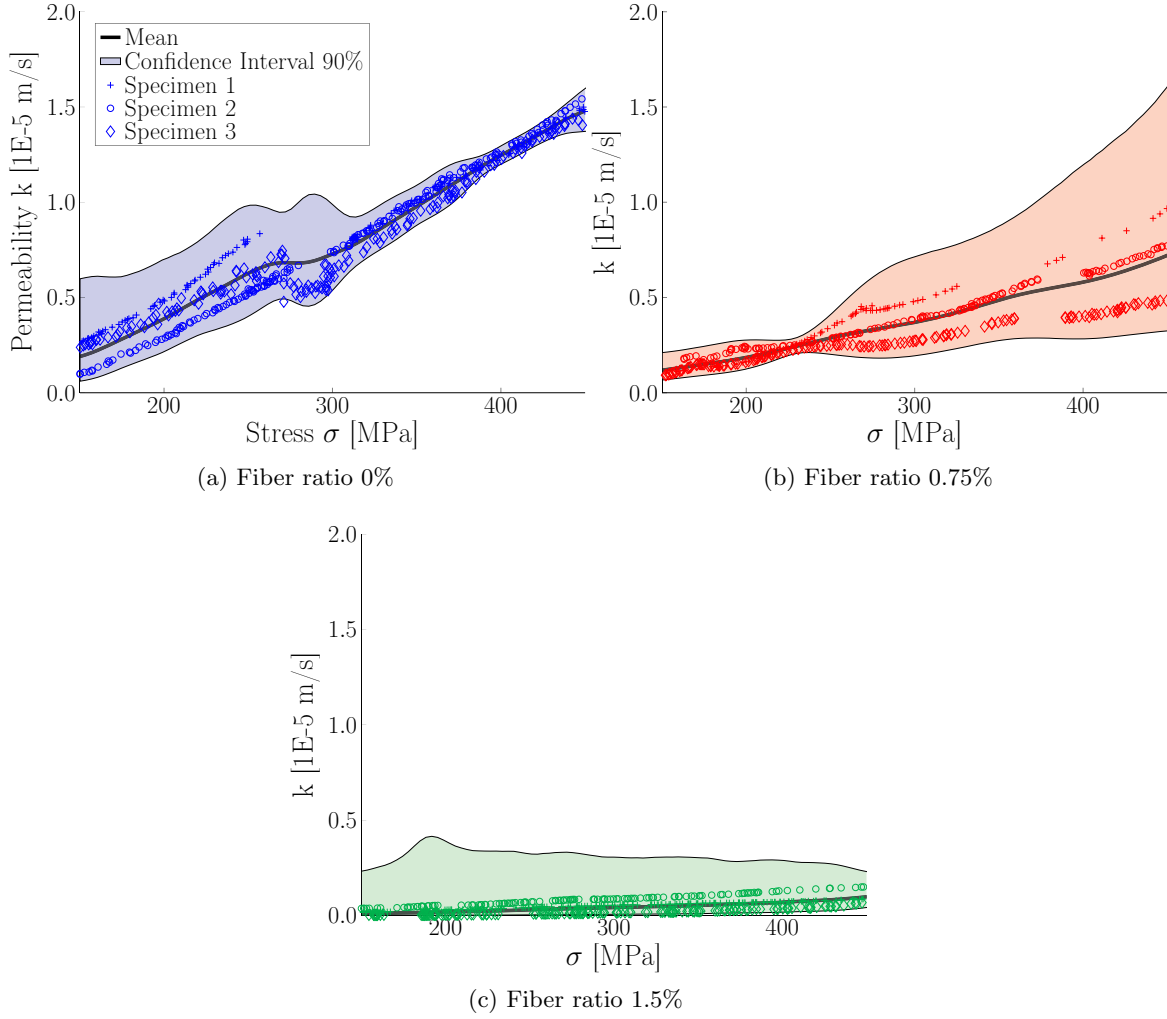 2.0
1.5
1.0
0.5
0.0
200
300
400
Permeability k [1E-5 m/s]
Stress σ [MPa]
Mean
Confidence Interval 90%
Specimen 1
Specimen 2
Specimen 3
(a) Fiber ratio 0%
2.0
1.5
1.0
0.5
0.0
200
300
400
k [1E-5 m/s]
σ [MPa]
(b) Fiber ratio 0.75%
2.0
1.5
1.0
0.5
0.0
200
300
400
k [1E-5 m/s]
σ [MPa]
(c) Fiber ratio 1.5%